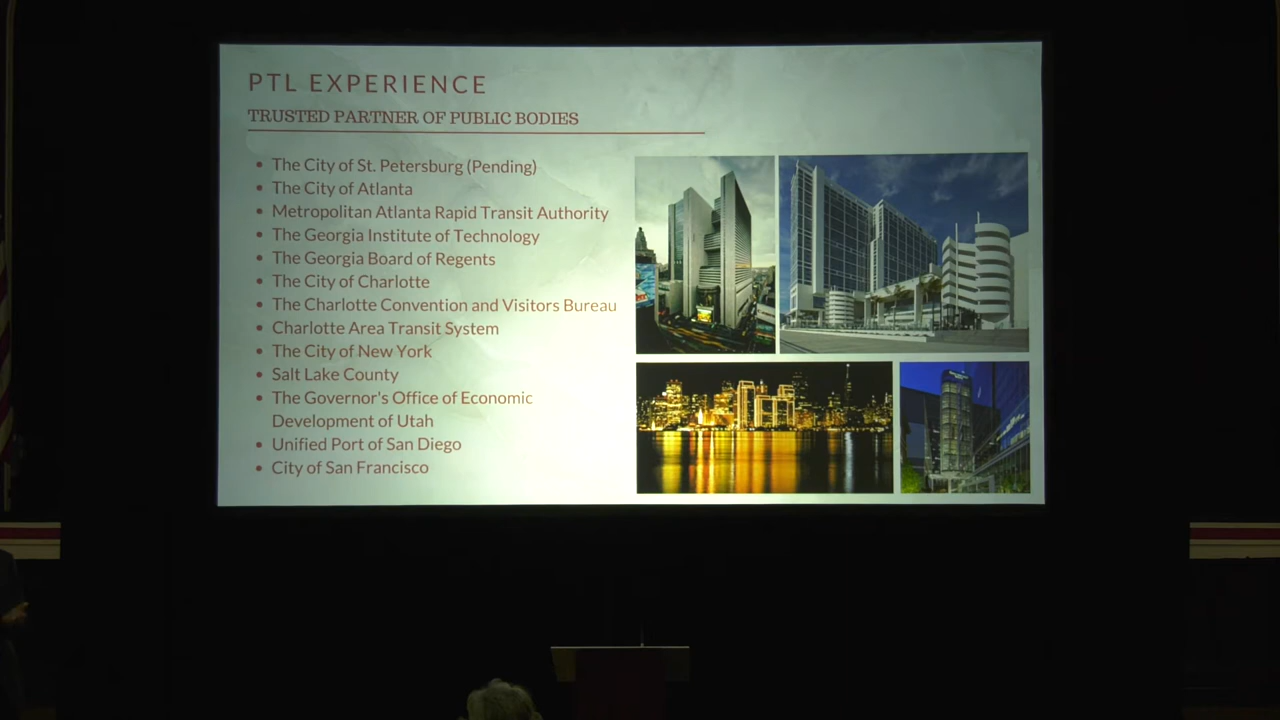 PTL EXPERIENCE
TRUSTED PARTNER OF PUBLIC BODIES
• The City of St. Petersburg (Pending)
• The City of Atlanta
• Metropolitan Atlanta Rapid Transit Authority
• The Georgia Institute of Technology
• The Georgia Board of Regents
• The City of Charlotte
• The Charlotte Convention and Visitors Bureau
• Charlotte Area Transit System
• The City of New York
• Salt Lake County
• The Governor's Office of Economic
Development of Utah
• Unified Port of San Diego
• City of San Francisco